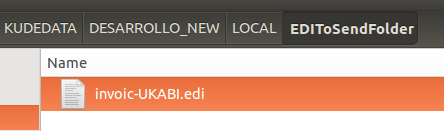 KUDEDATA DESARROLLO_NEW LOCAL EDIToSendFolder
Name
invoic-UKABI.edi